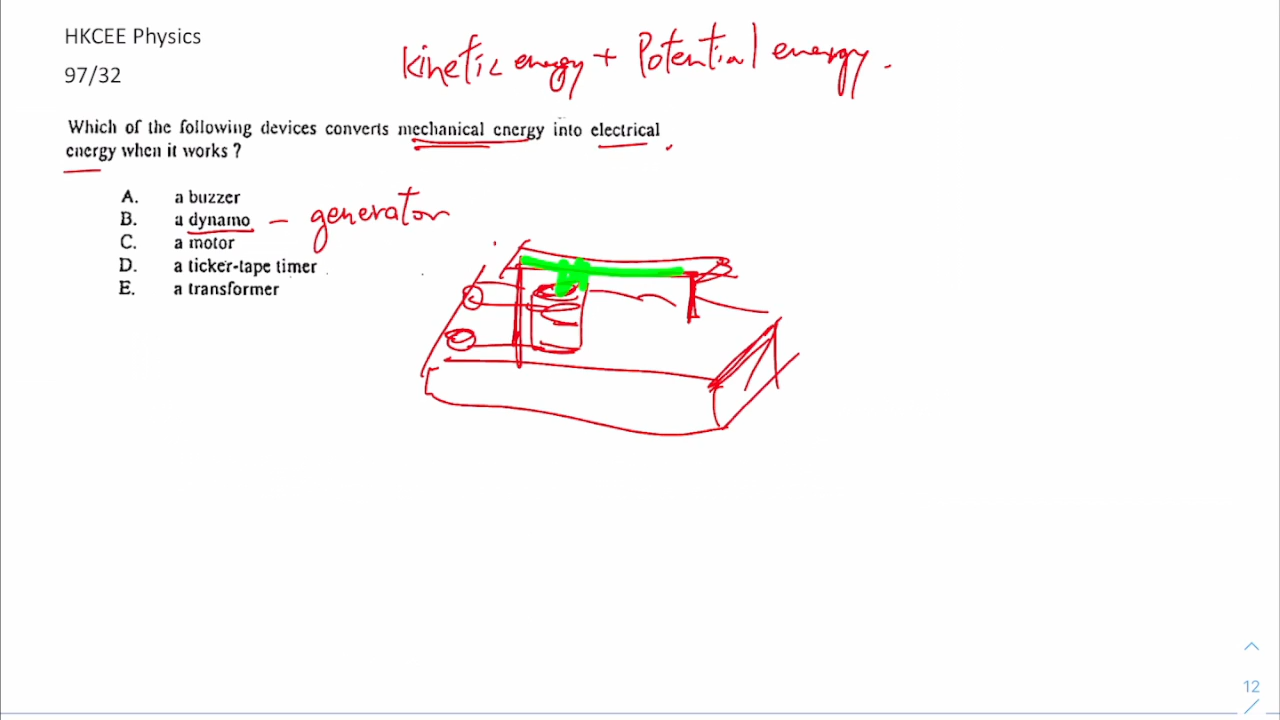 HKCEE Physics
Kinetic energy + Potential energy.
97/32
Which of the following devices converts mechanical energy into electrical
energy when it works ?
A. a buzzer
B. a dynamo – generator
C. a motor
D. a ticker-tape timer
E. a transformer
12